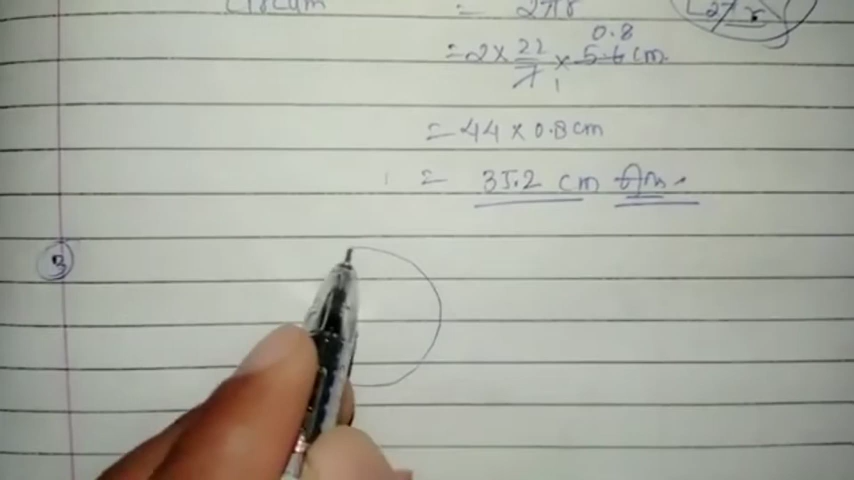 Circum = 2πr
= 2 × 22/7 × 5.6 cm 0.8
1
= 44 × 0.8 cm
= 35.2 cm Ans.
3